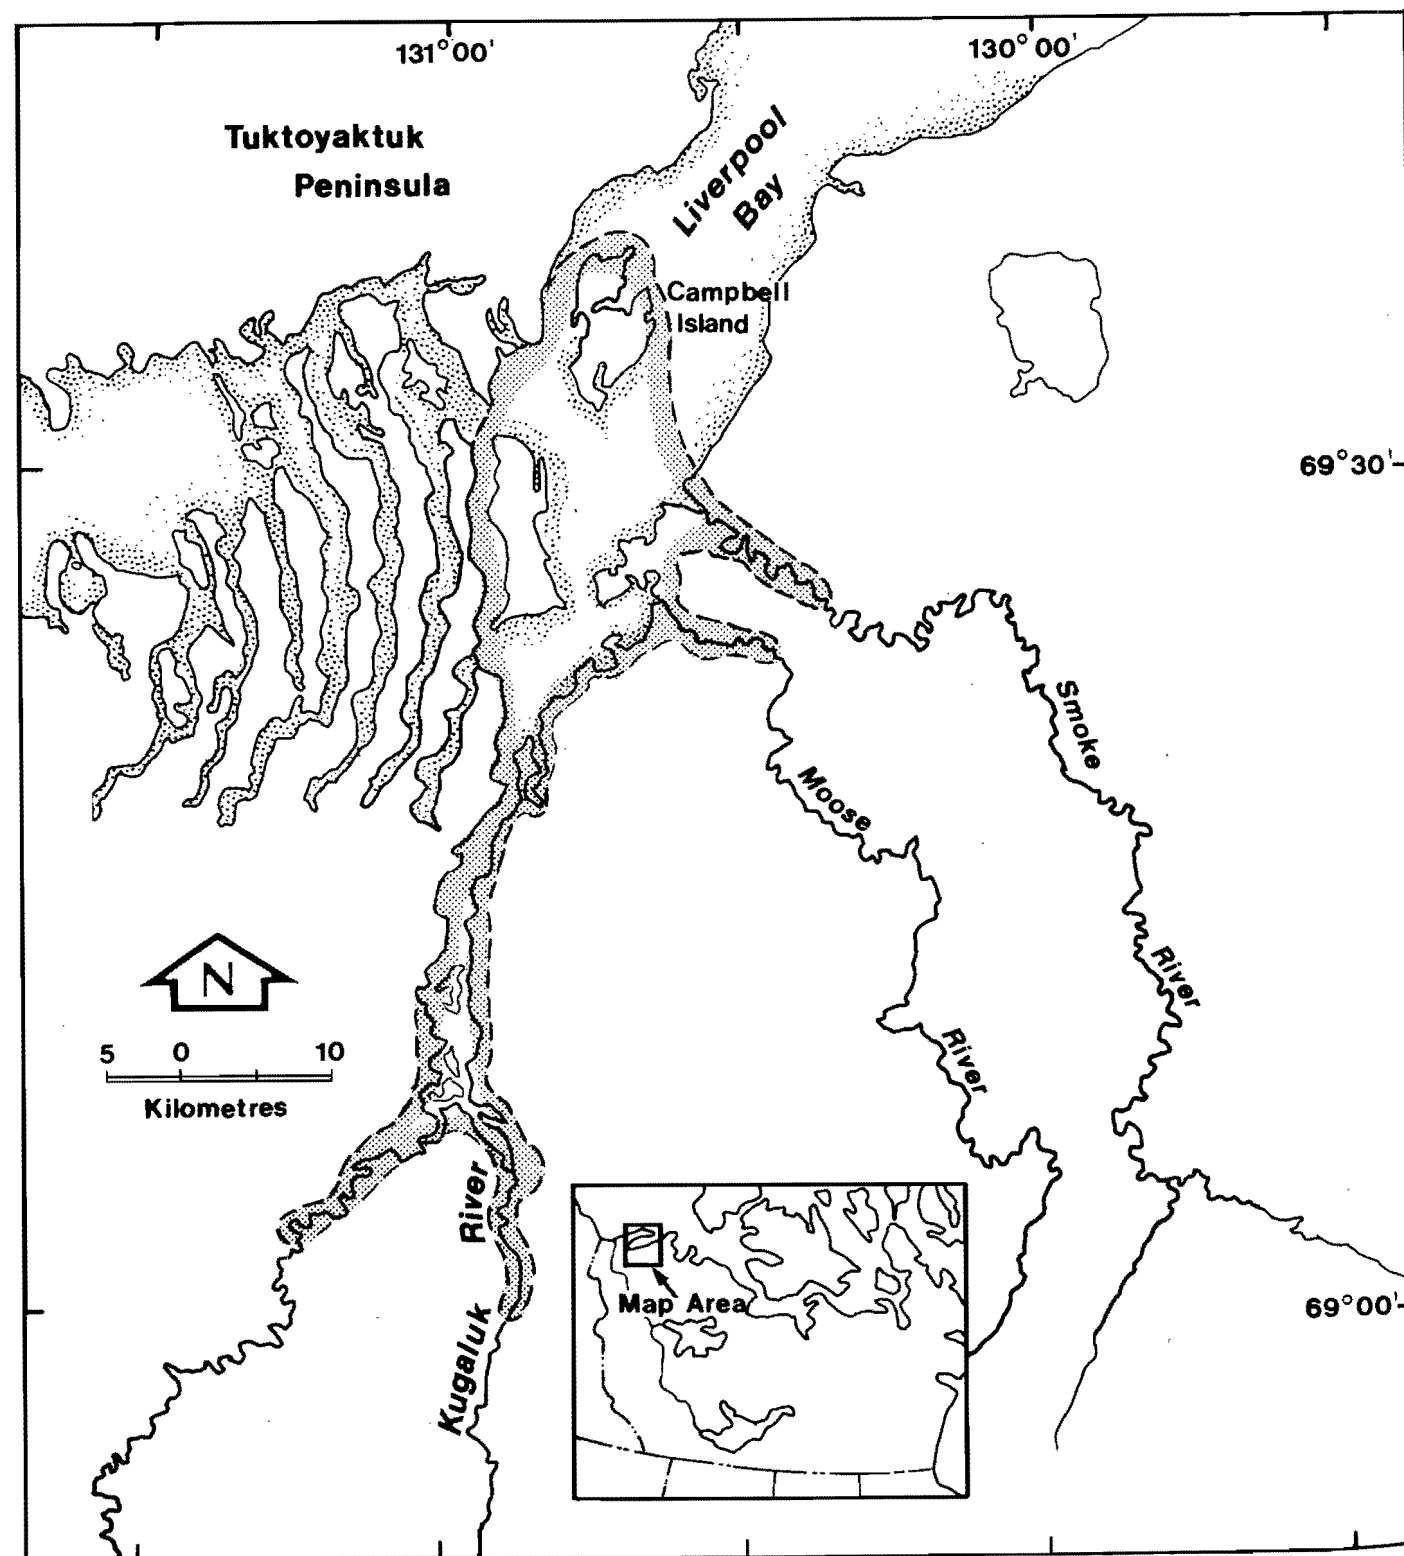 131°00'
130°00'
Tuktoyaktuk
Peninsula
Liverpool
Bay
Campbell
Island
69°30'
Smoke
River
Moose
River
N
5 0 10
Kilometres
River
Kugaluk
Map Area
69°00'